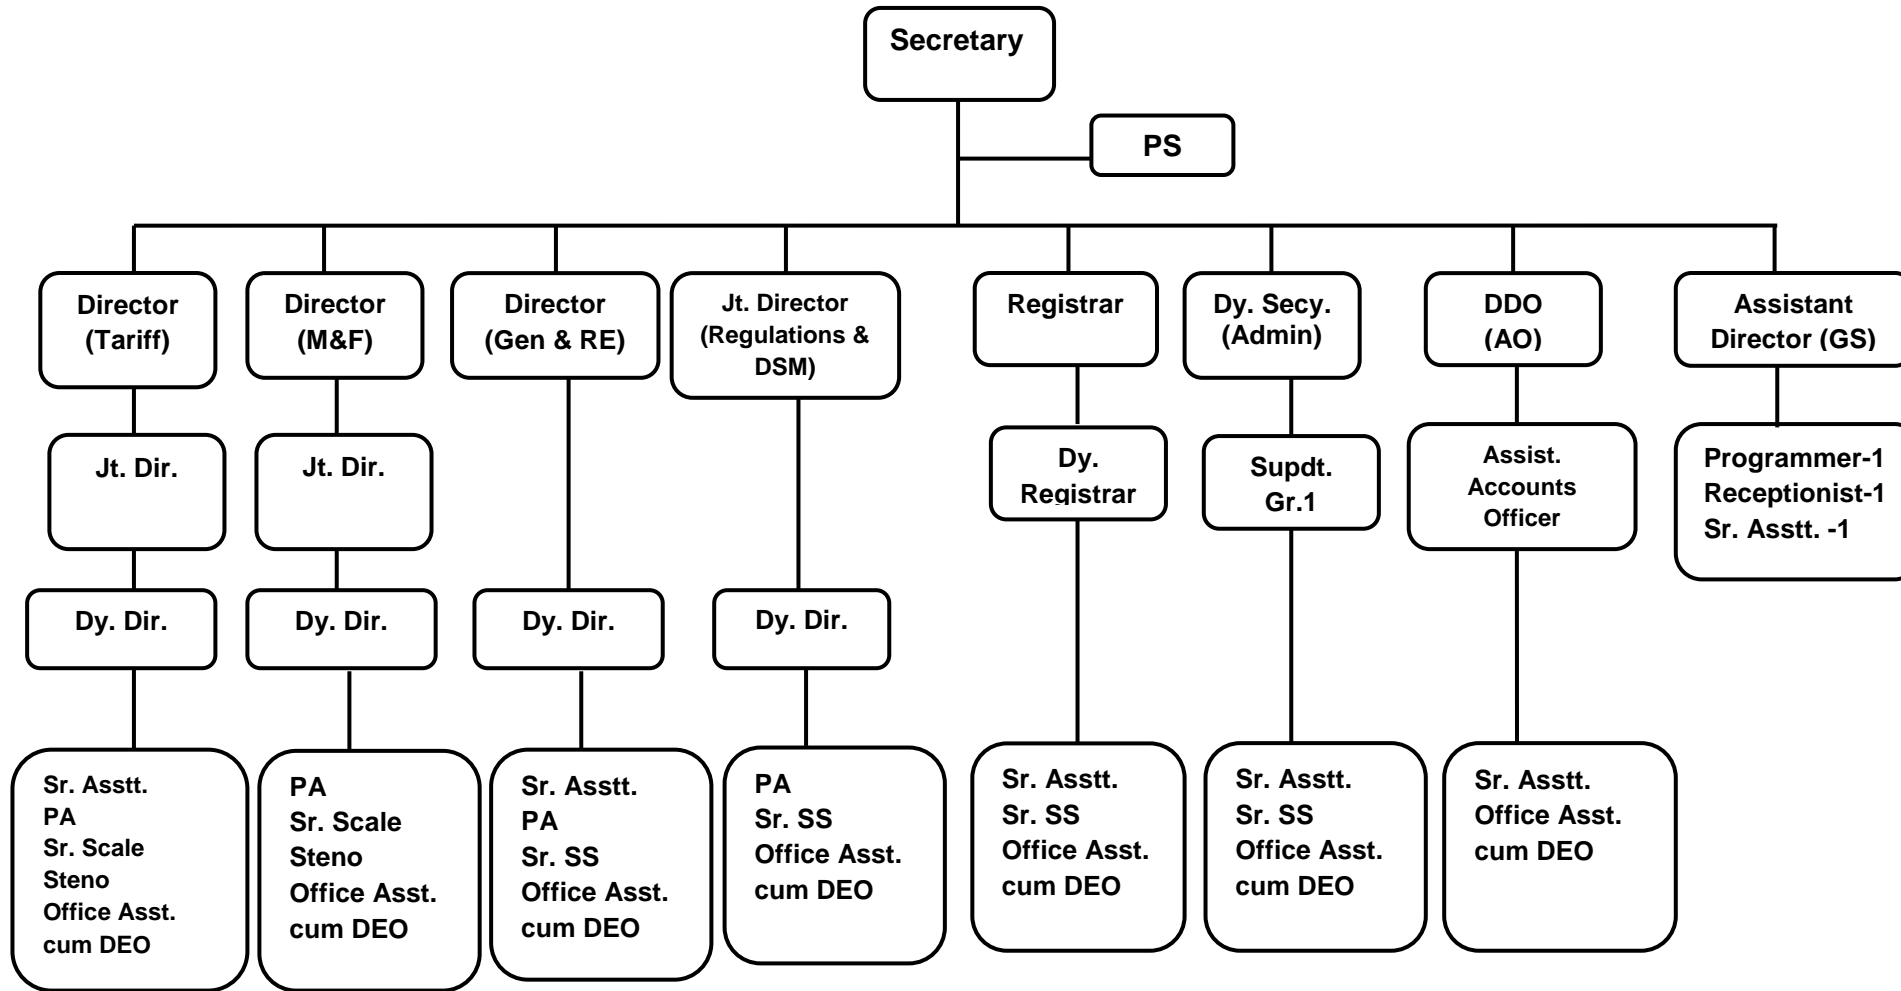 Secretary
PS
Director
(Tariff)
Director
(M&F)
Director
(Gen & RE)
Jt. Director
(Regulations &
DSM)
Registrar
Dy. Secy.
(Admin)
DDO
(AO)
Assistant
Director (GS)
Jt. Dir.
Jt. Dir.
Dy.
Registrar
Supdt.
Gr.1
Assist.
Accounts
Officer
Programmer-1
Receptionist-1
Sr. Asstt. -1
Dy. Dir.
Dy. Dir.
Dy. Dir.
Dy. Dir.
Sr. Asstt.
PA
Sr. Scale
Steno
Office Asst.
cum DEO
PA
Sr. Scale
Steno
Office Asst.
cum DEO
Sr. Asstt.
PA
Sr. SS
Office Asst.
cum DEO
PA
Sr. SS
Office Asst.
cum DEO
Sr. Asstt.
Sr. SS
Office Asst.
cum DEO
Sr. Asstt.
Sr. SS
Office Asst.
cum DEO
Sr. Asstt.
Office Asst.
cum DEO